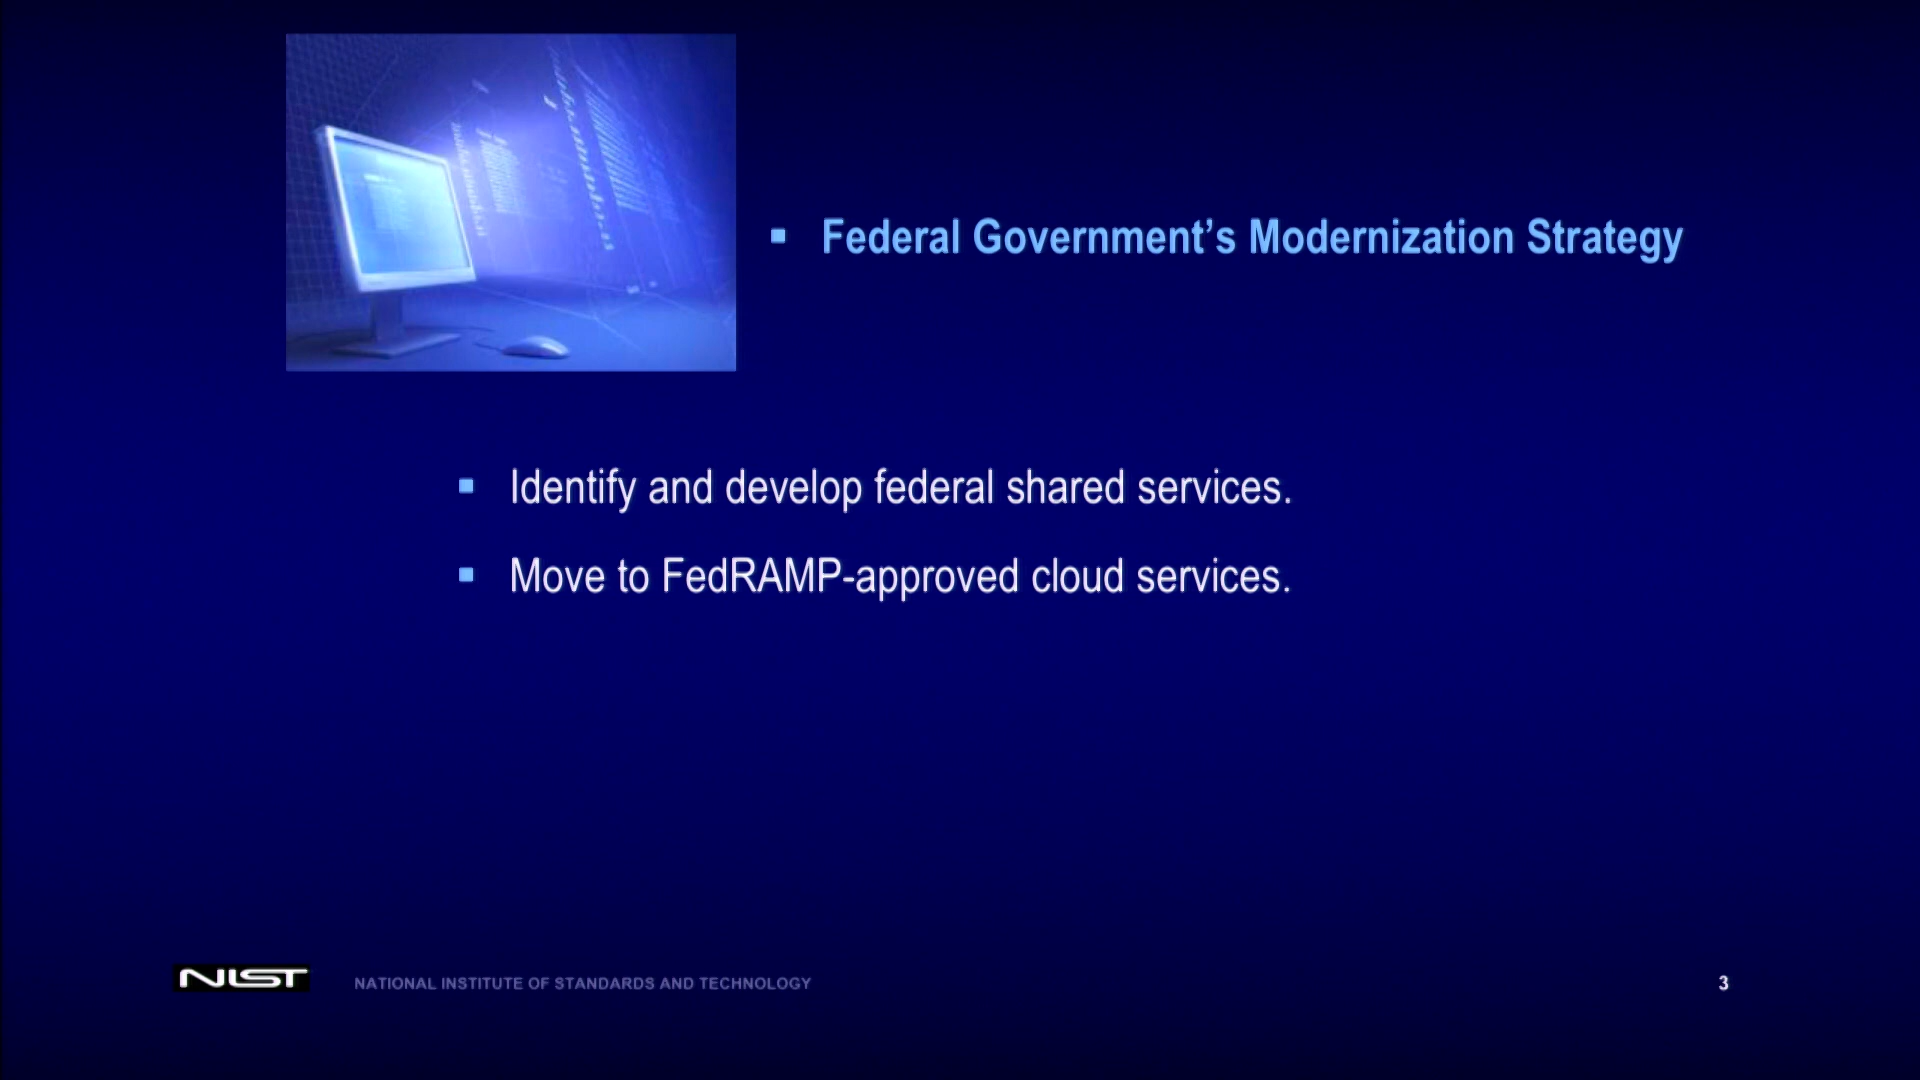 Federal Government’s Modernization Strategy
Identify and develop federal shared services.
Move to FedRAMP-approved cloud services.
NIST
NATIONAL INSTITUTE OF STANDARDS AND TECHNOLOGY
3